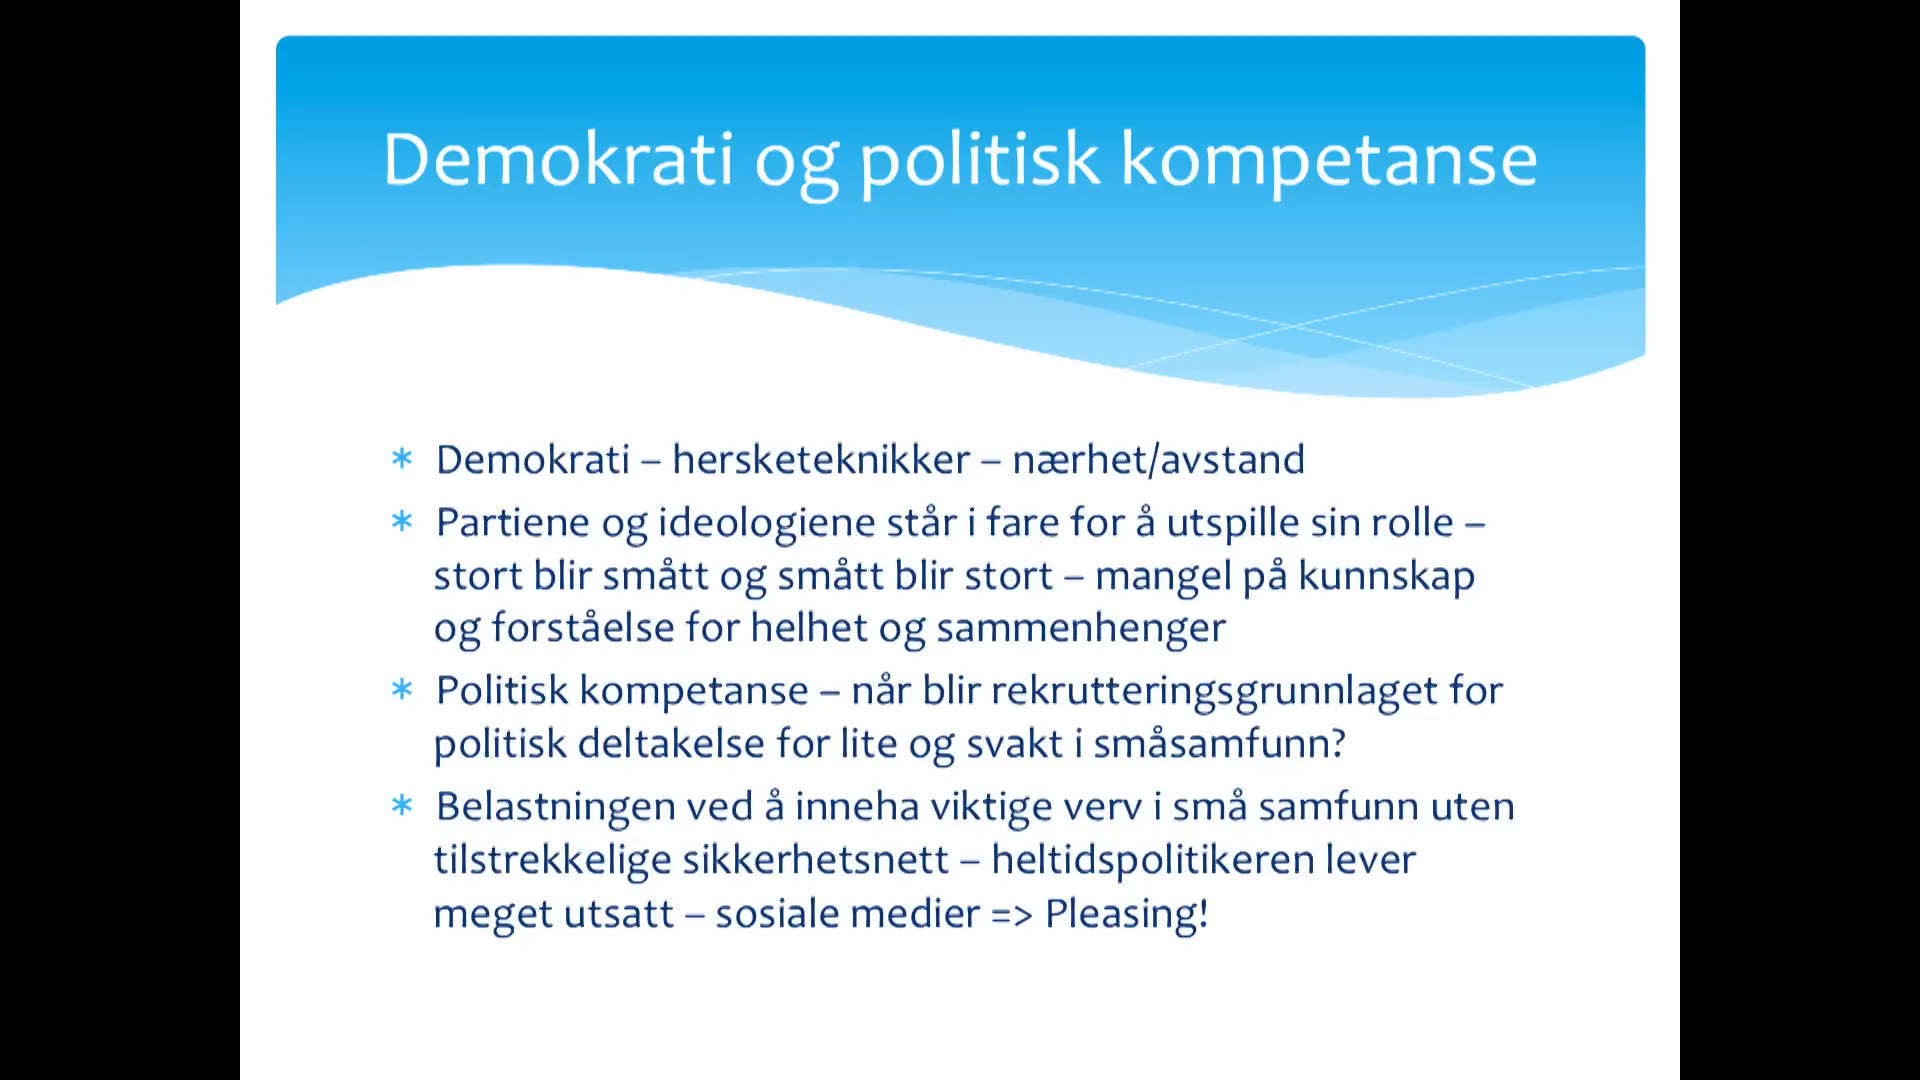 Demokrati og politisk kompetanse
* Demokrati – hersketeknikker – nærhet/avstand
* Partiene og ideologiene står i fare for å utspille sin rolle –
stort blir smått og smått blir stort – mangel på kunnskap
og forståelse for helhet og sammenhenger
* Politisk kompetanse – når blir rekrutteringsgrunnlaget for
politisk deltakelse for lite og svakt i småsamfunn?
* Belastningen ved å inneha viktige verv i små samfunn uten
tilstrekkelige sikkerhetsnett – heltidspolitikeren lever
meget utsatt – sosiale medier => Pleasing!